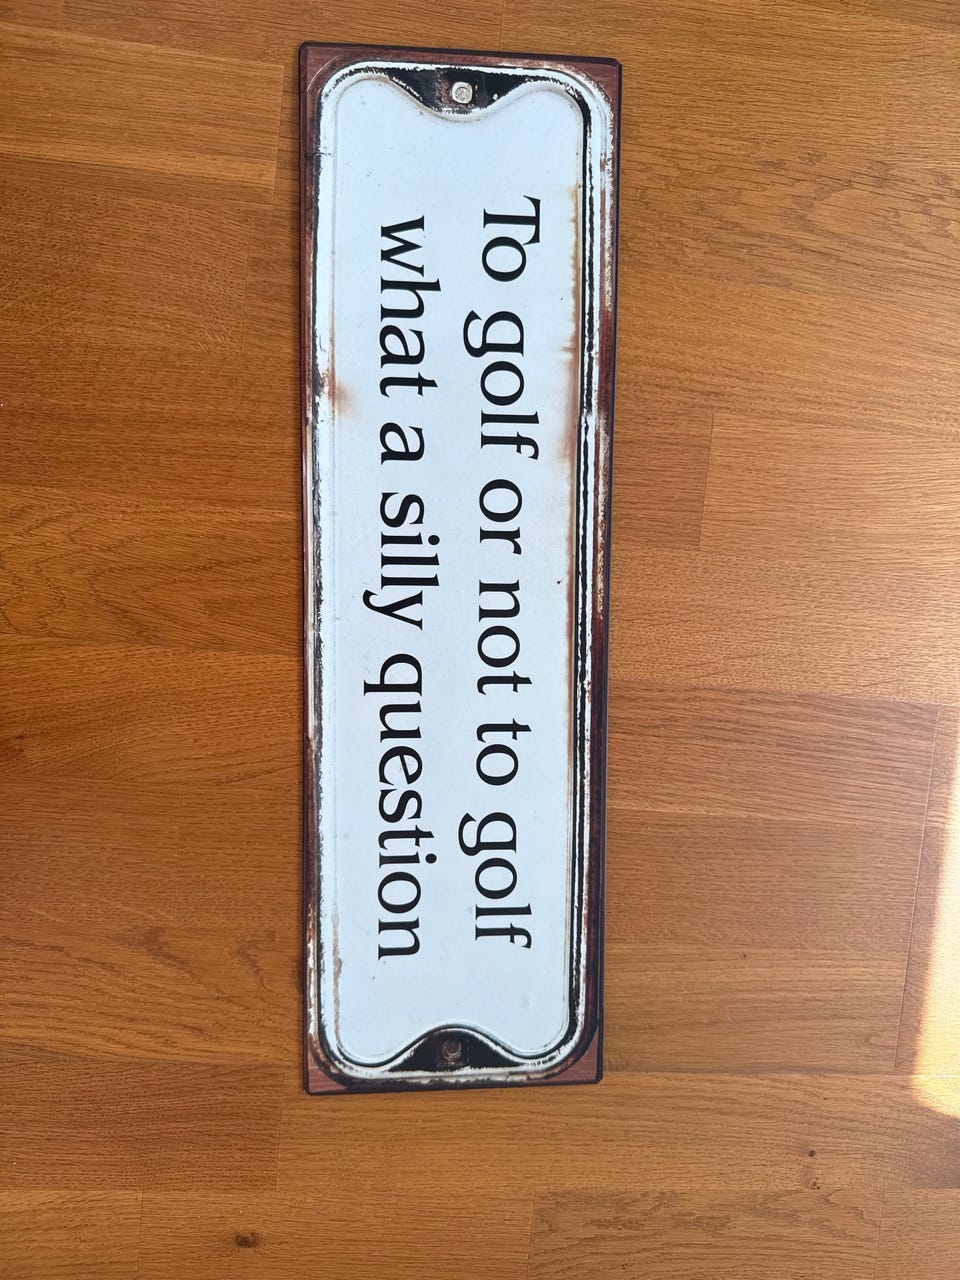 To golf or not to golf
what a silly question